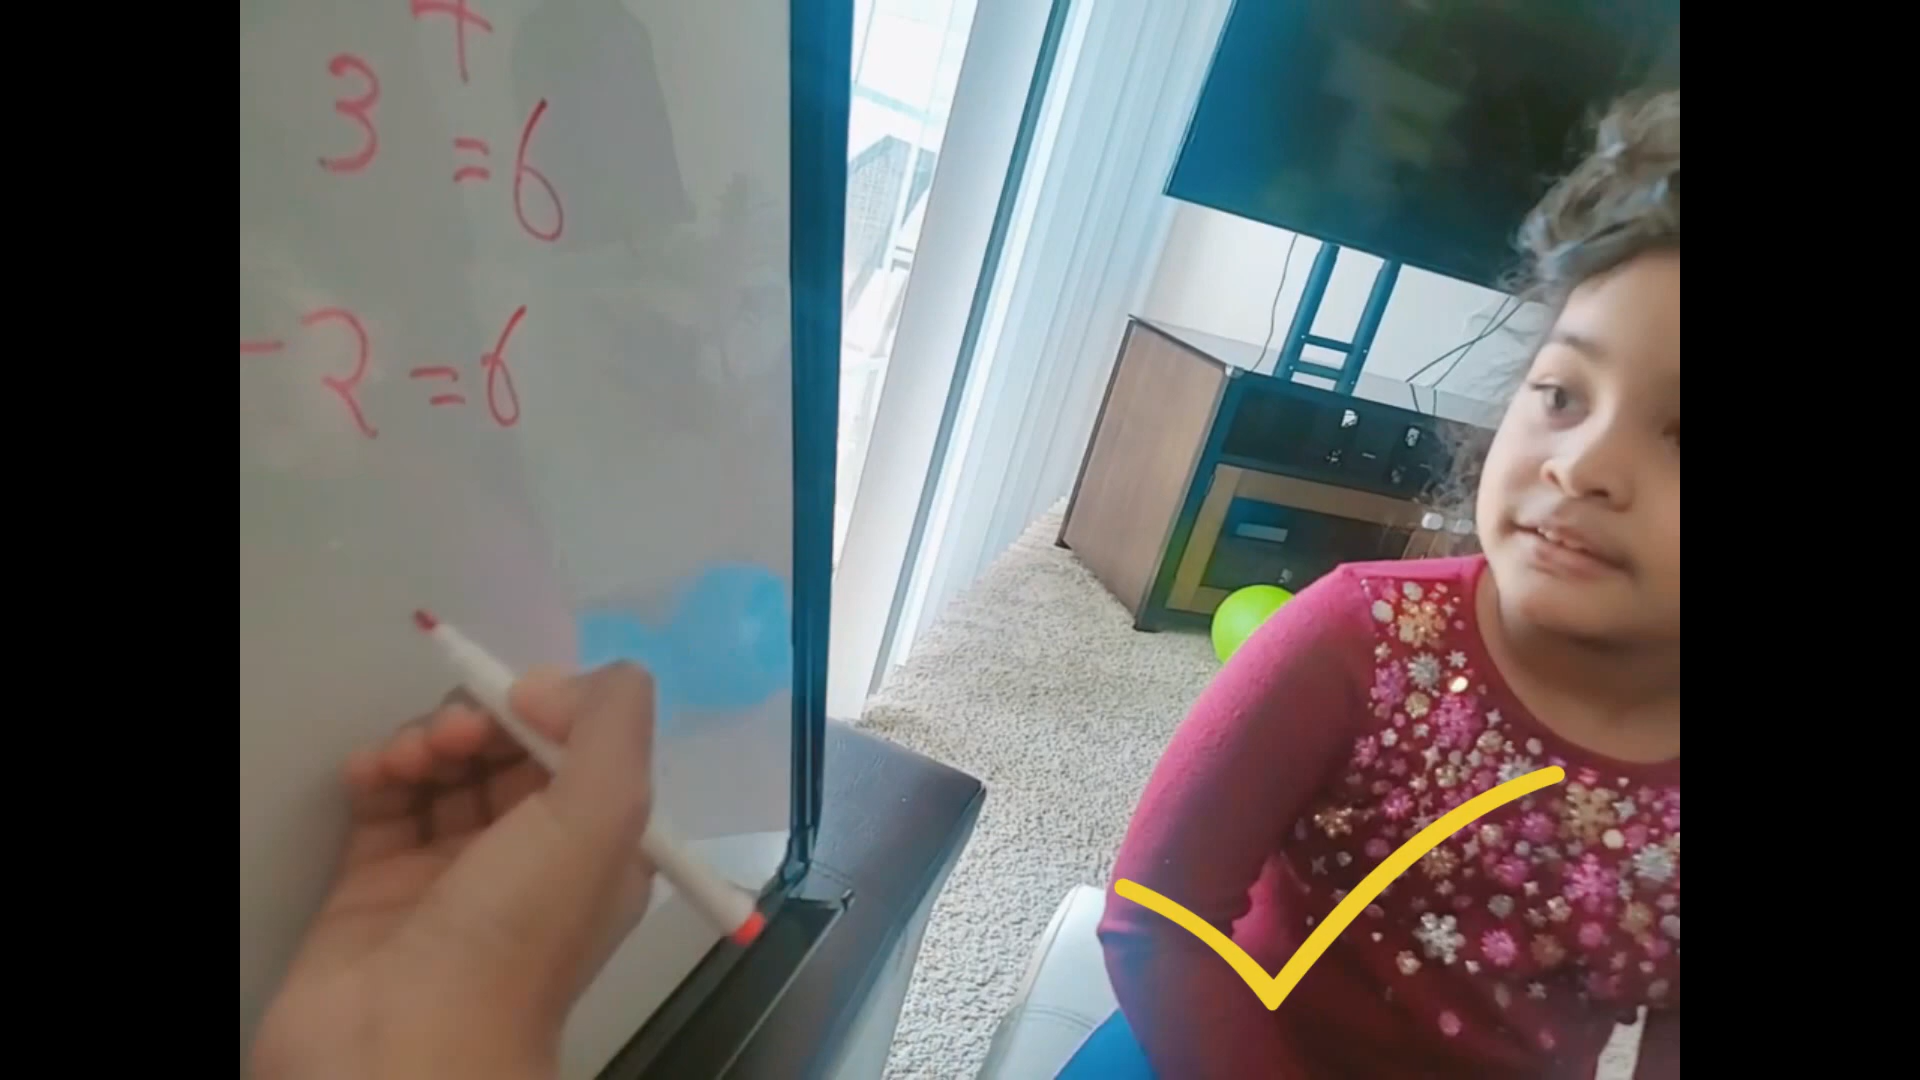 3
= 6
- 2 = 6